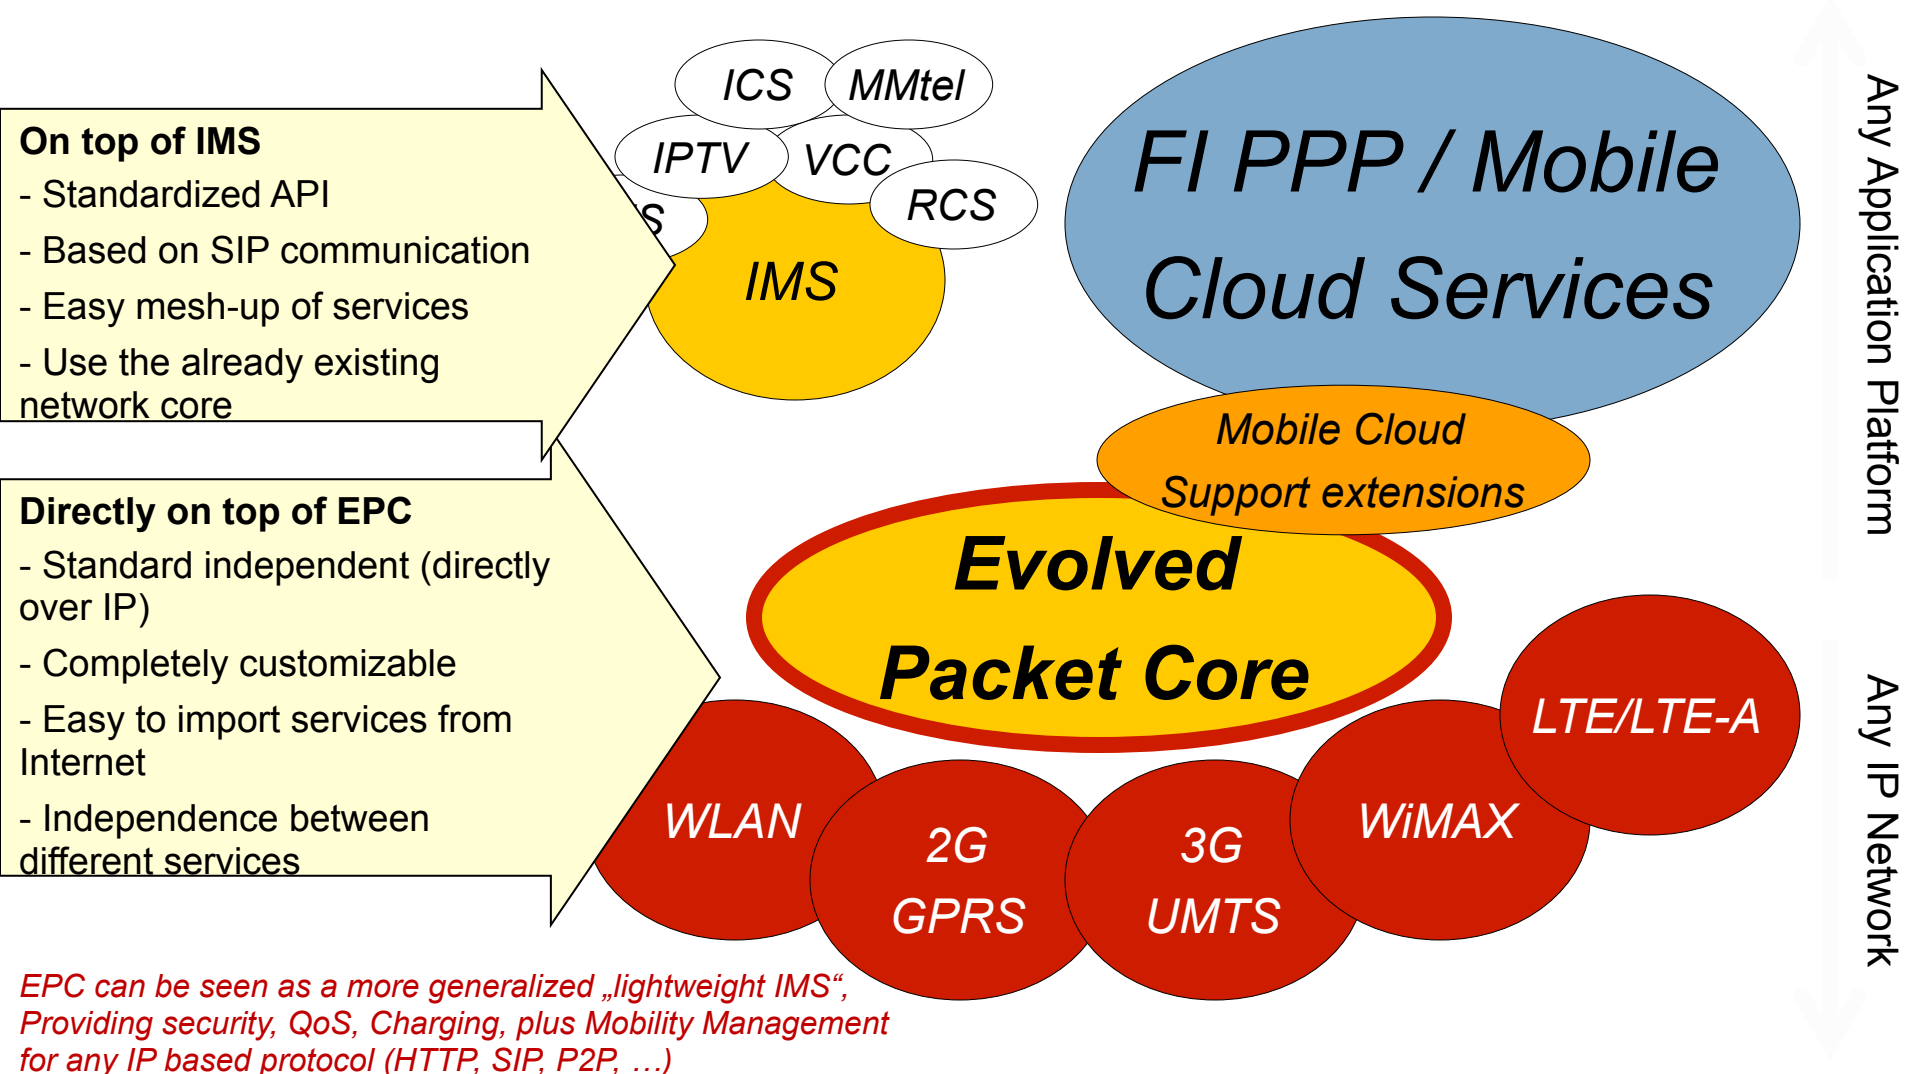 On top of IMS
- Standardized API
- Based on SIP communication
- Easy mesh-up of services
- Use the already existing
network core
Directly on top of EPC
- Standard independent (directly
over IP)
- Completely customizable
- Easy to import services from
Internet
- Independence between
different services
ICS
MMtel
IPTV
VCC
RCS
IMS
FI PPP / Mobile
Cloud Services
Mobile Cloud
Support extensions
Evolved
Packet Core
WLAN
2G
GPRS
3G
UMTS
WiMAX
LTE/LTE-A
Any Application Platform
Any IP Network
EPC can be seen as a more generalized „lightweight IMS“,
Providing security, QoS, Charging, plus Mobility Management
for any IP based protocol (HTTP, SIP, P2P, …)